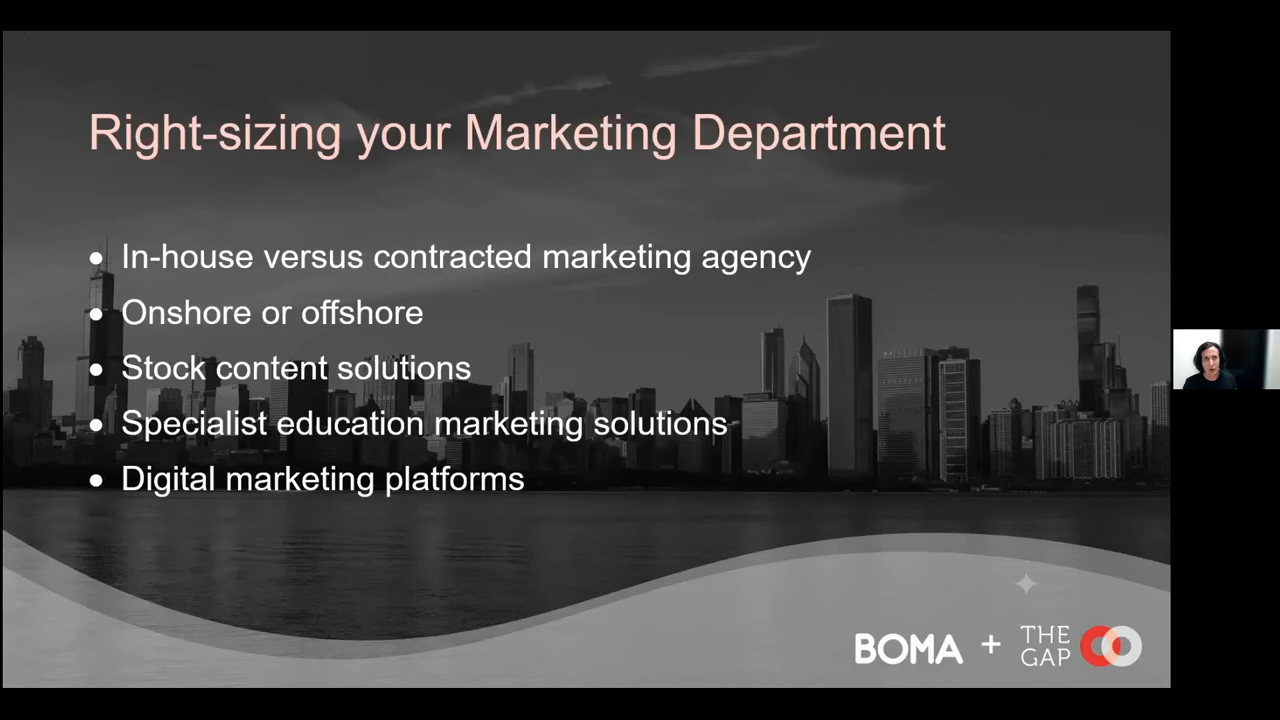 Right-sizing your Marketing Department
● In-house versus contracted marketing agency
● Onshore or offshore
● Stock content solutions
● Specialist education marketing solutions
● Digital marketing platforms
BOMA + THE GAP